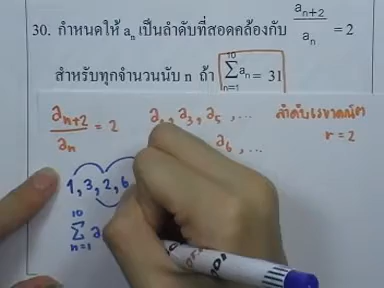 30. กำหนดให้ aₙ เป็นลำดับที่สอดคล้องกับ aₙ₊₂/aₙ = 2
สำหรับทุกจำนวนนับ n ถ้า ∑ₙ₌₁¹⁰ aₙ = 31
aₙ₊₂/aₙ = 2 , a₃ , a₅ , ... ลำดับเรขาคณิต
a₆ , ... r = 2
1, 3, 2, 6
∑ₙ₌₁¹⁰ a